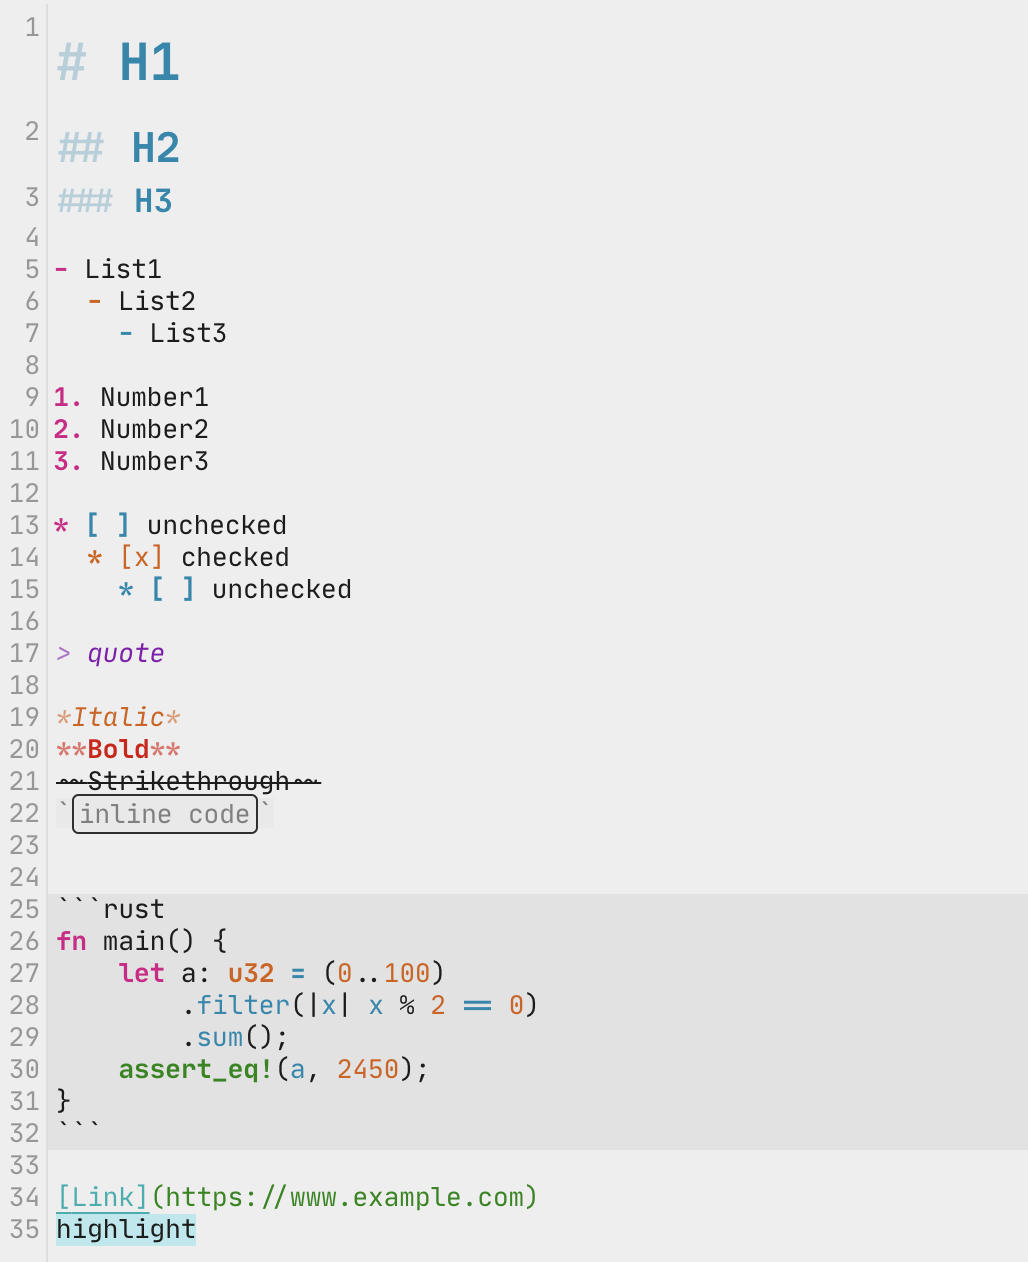 1 # H1
2 ## H2
3 ### H3
4
5 - List1
6   - List2
7     - List3
8
9 1. Number1
10 2. Number2
11 3. Number3
12
13 * [ ] unchecked
14   * [x] checked
15     * [ ] unchecked
16
17 > quote
18
19 *Italic*
20 **Bold**
21 ~~Strikethrough~~
22 `inline code`
23
24
25 ```rust
26 fn main() {
27     let a: u32 = (0..100)
28         .filter(|x| x % 2 == 0)
29         .sum();
30     assert_eq!(a, 2450);
31 }
32 ```
33
34 [Link](https://www.example.com)
35 highlight